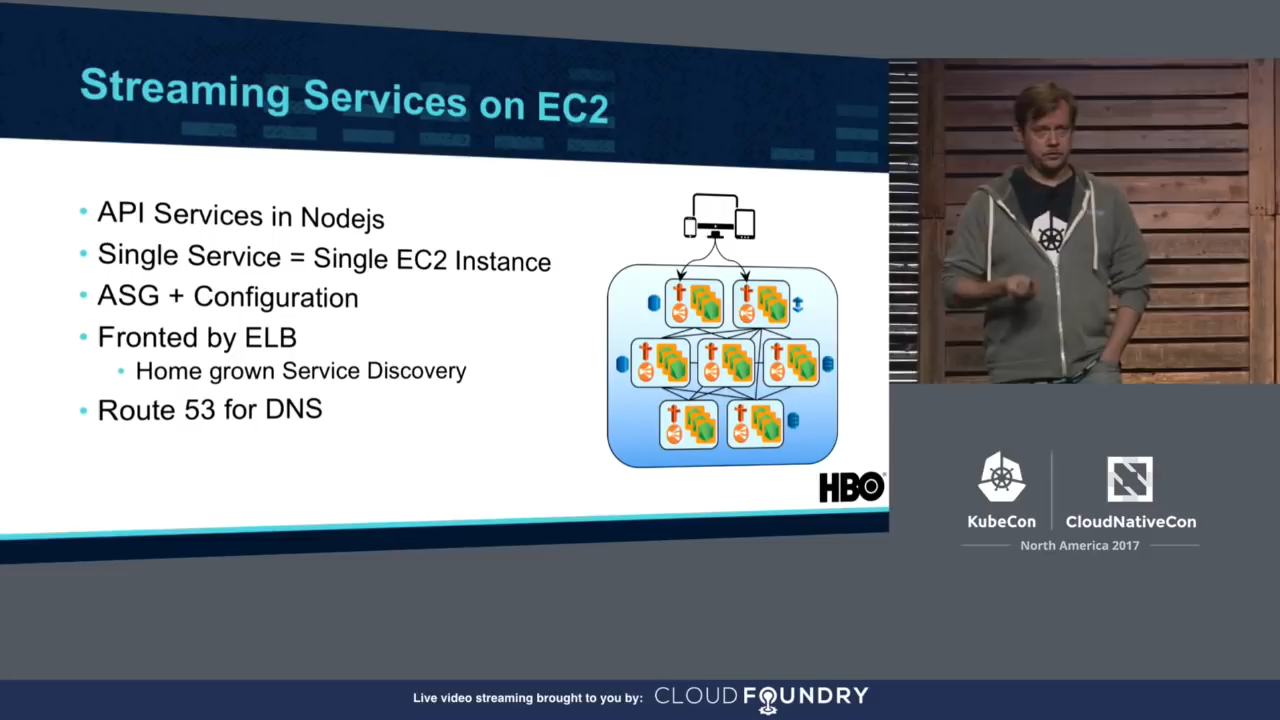 Streaming Services on EC2
• API Services in Nodejs
• Single Service = Single EC2 Instance
• ASG + Configuration
• Fronted by ELB
• Home grown Service Discovery
• Route 53 for DNS
HBO
KubeCon
CloudNativeCon
North America 2017
Live video streaming brought to you by: CLOUD FOUNDRY